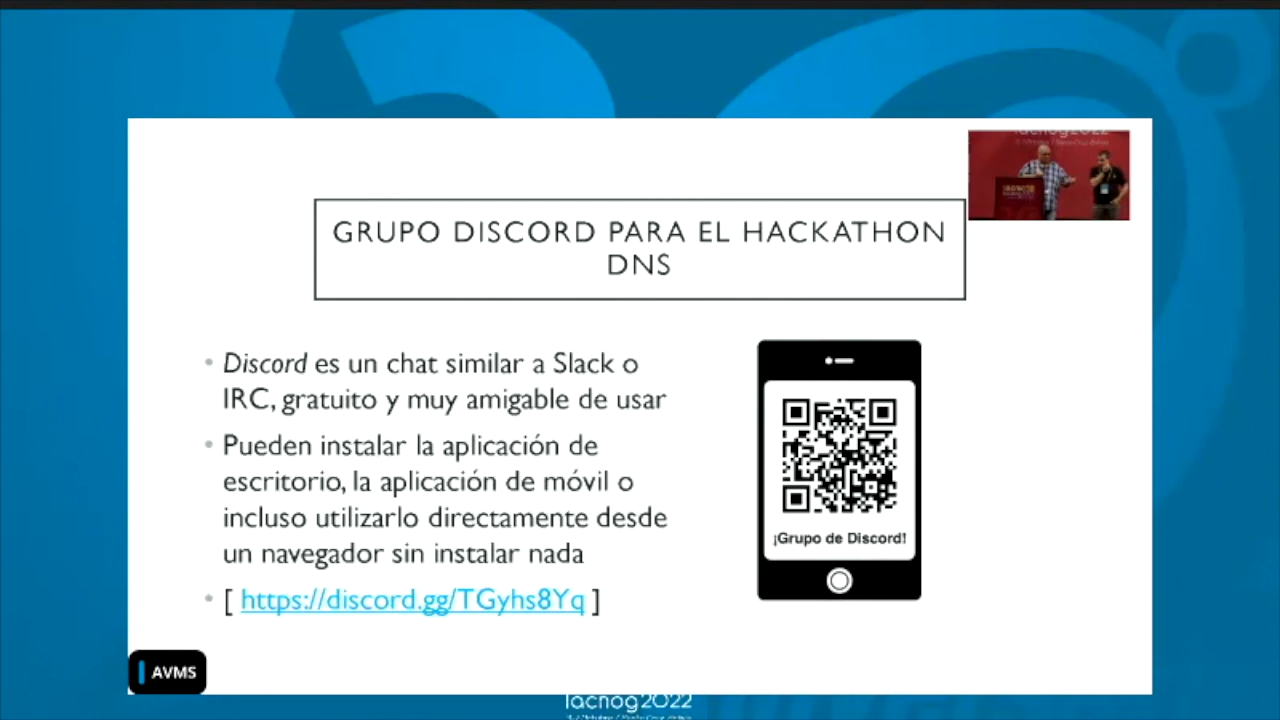 lacnog2022
GRUPO DISCORD PARA EL HACKATHON
DNS
• Discord es un chat similar a Slack o
IRC, gratuito y muy amigable de usar
• Pueden instalar la aplicación de
escritorio, la aplicación de móvil o
incluso utilizarlo directamente desde
un navegador sin instalar nada
• [ https://discord.gg/TGyhs8Yq ]
¡Grupo de Discord!
AVMS
lacnog2022